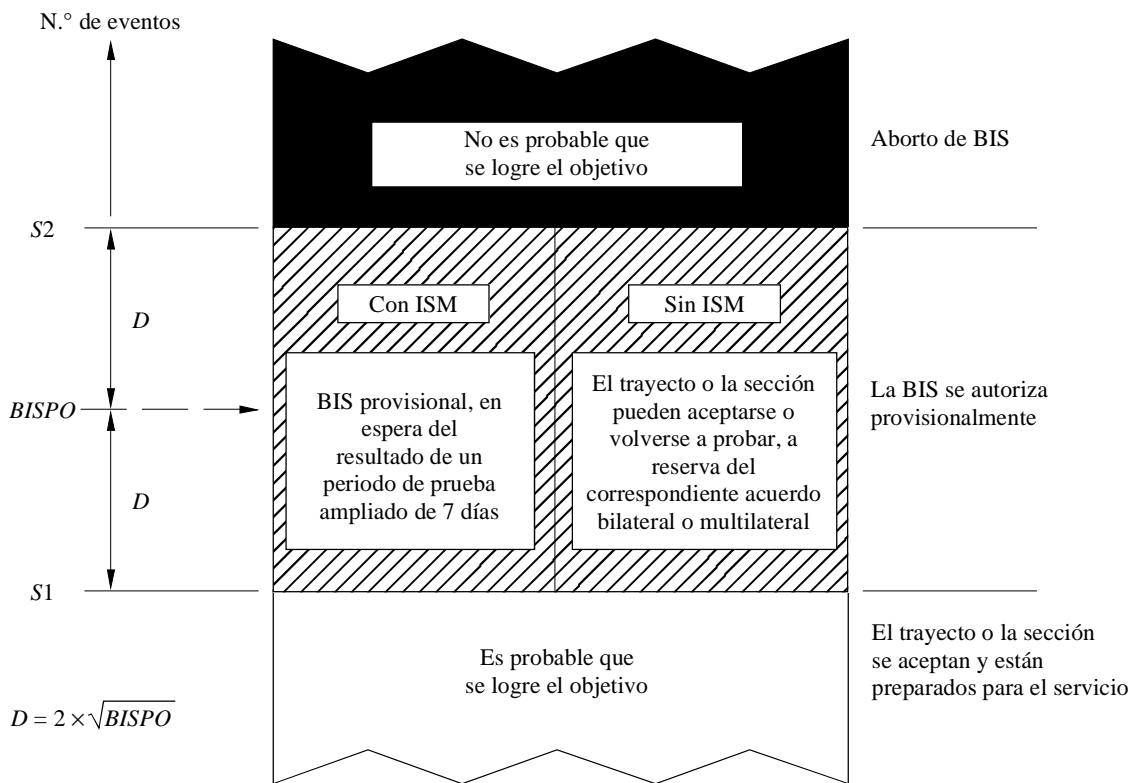 N.° de eventos
No es probable que
se logre el objetivo
Aborto de BIS
S2
Con ISM
Sin ISM
D
BIS provisional, en
espera del
resultado de un
periodo de prueba
ampliado de 7 días
El trayecto o la sección
pueden aceptarse o
volverse a probar, a
reserva del
correspondiente acuerdo
bilateral o multilateral
La BIS se autoriza
provisionalmente
BISPO
D
S1
Es probable que
se logre el objetivo
El trayecto o la sección
se aceptan y están
preparados para el servicio
D = 2 × √BISPO